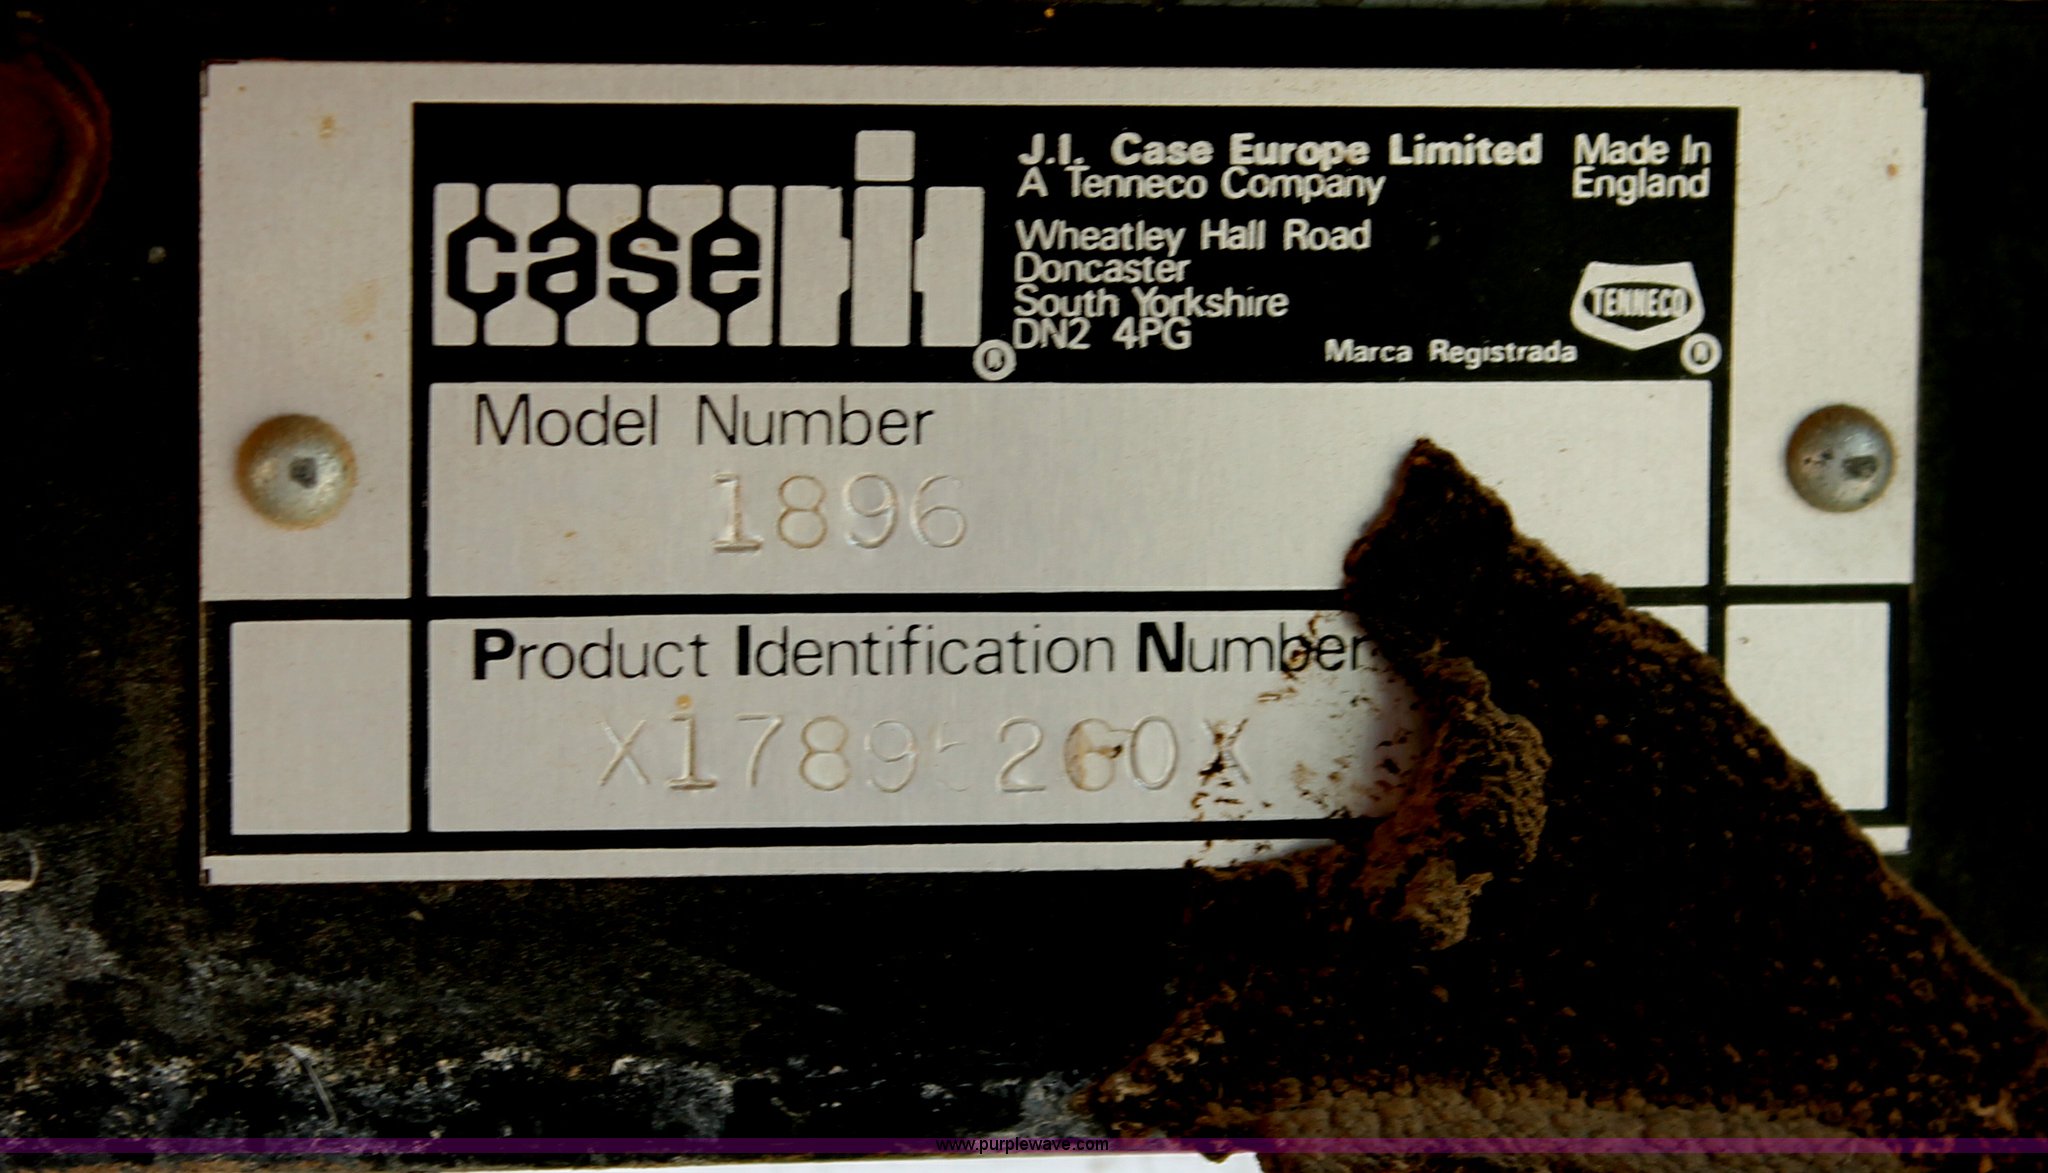 case IH
J.I. Case Europe Limited
A Tenneco Company
Made In
England
Wheatley Hall Road
Doncaster
South Yorkshire
DN2 4PG
TENNECO
Marca Registrada
Model Number
1896
Product Identification Number
www.purplewave.com